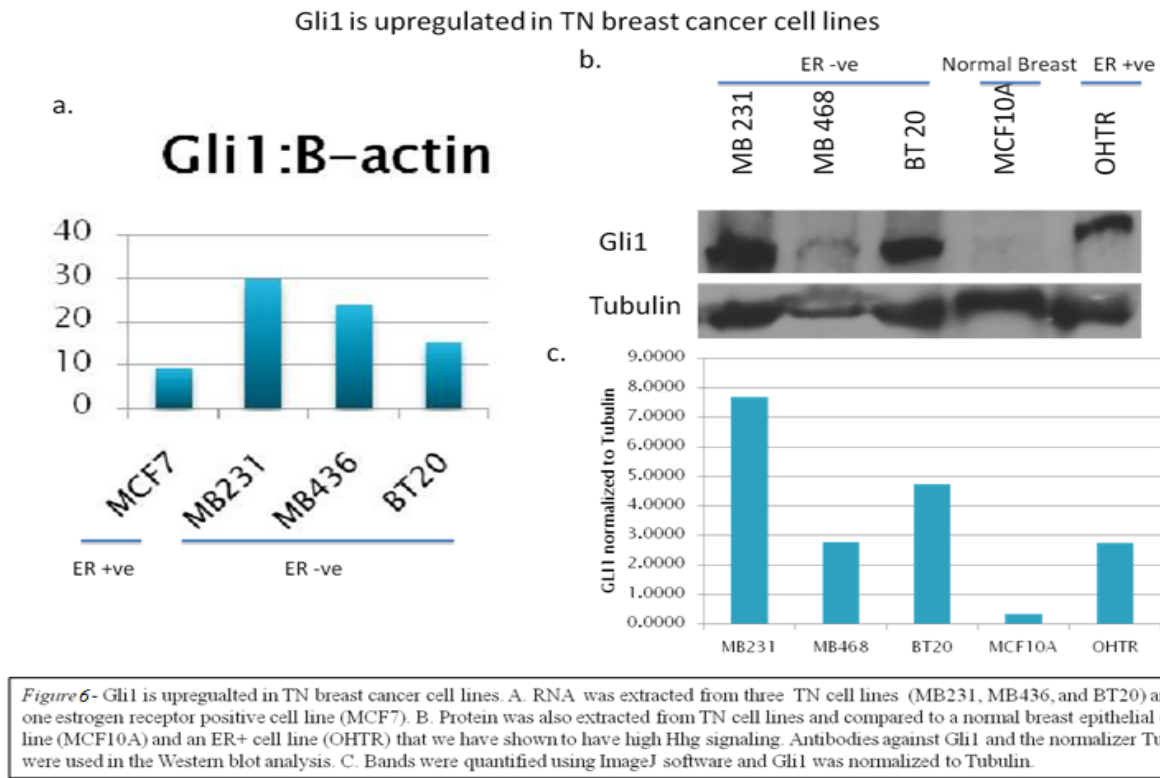 Gli1 is upregulated in TN breast cancer cell lines
a.
Gli1:B-actin
40
30
20
10
0
MCF7
MB231
MB436
BT20
ER +ve
ER -ve
b.
ER -ve
Normal Breast
ER +ve
MB 231
MB 468
BT 20
MCF10A
OHTR
Gli1
Tubulin
c.
GLI1 normalized to Tubulin
9.0000
8.0000
7.0000
6.0000
5.0000
4.0000
3.0000
2.0000
1.0000
0.0000
MB231
MB468
BT20
MCF10A
OHTR
Figure 6- Gli1 is upregualted in TN breast cancer cell lines. A. RNA was extracted from three TN cell lines (MB231, MB436, and BT20) a
one estrogen receptor positive cell line (MCF7). B. Protein was also extracted from TN cell lines and compared to a normal breast epithelial
line (MCF10A) and an ER+ cell line (OHTR) that we have shown to have high Hhg signaling. Antibodies against Gli1 and the normalizer Tu
were used in the Western blot analysis. C. Bands were quantified using ImageJ software and Gli1 was normalized to Tubulin.